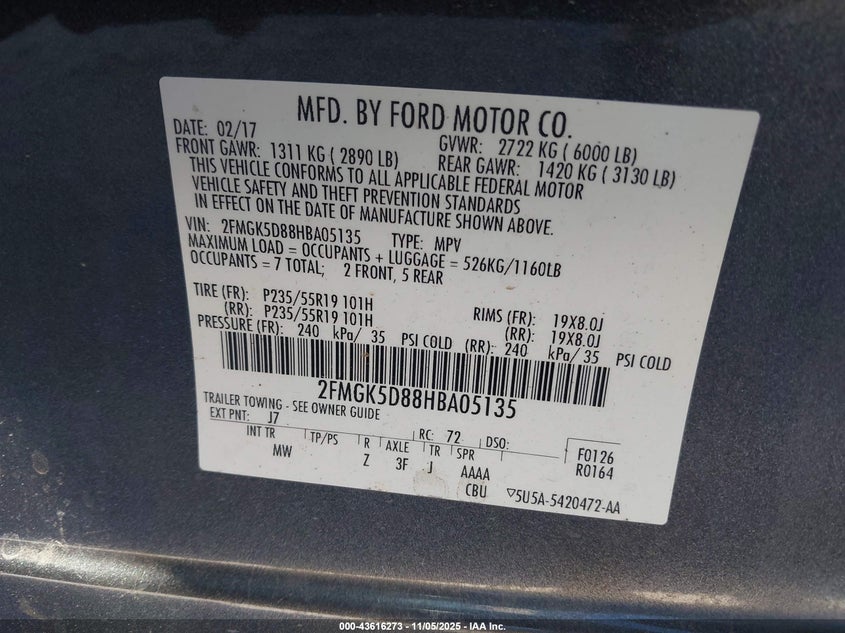 MFD. BY FORD MOTOR CO.
DATE: 02/17 GVWR: 2722 KG ( 6000 LB)
FRONT GAWR: 1311 KG ( 2890 LB) REAR GAWR: 1420 KG ( 3130 LB)
THIS VEHICLE CONFORMS TO ALL APPLICABLE FEDERAL MOTOR
VEHICLE SAFETY AND THEFT PREVENTION STANDARDS
IN EFFECT ON THE DATE OF MANUFACTURE SHOWN ABOVE.
VIN: 2FMGK5D88HBA05135 TYPE: MPV
MAXIMUM LOAD = OCCUPANTS + LUGGAGE = 526KG/1160LB
OCCUPANTS = 7 TOTAL; 2 FRONT, 5 REAR
TIRE (FR): P235/55R19 101H RIMS (FR): 19X8.0J
(RR): P235/55R19 101H (RR): 19X8.0J
PRESSURE (FR): 240 kPa/ 35 PSI COLD (RR): 240 kPa/ 35 PSI COLD
2FMGK5D88HBA05135
TRAILER TOWING - SEE OWNER GUIDE
EXT PNT: J7 RC: 72 DSO: F0126
INT TR TP/PS R AXLE TR SPR R0164
MW Z 3F J AAAA
CBU ▽5U5A-5420472-AA
000-43616273 - 11/05/2025 - IAA Inc.